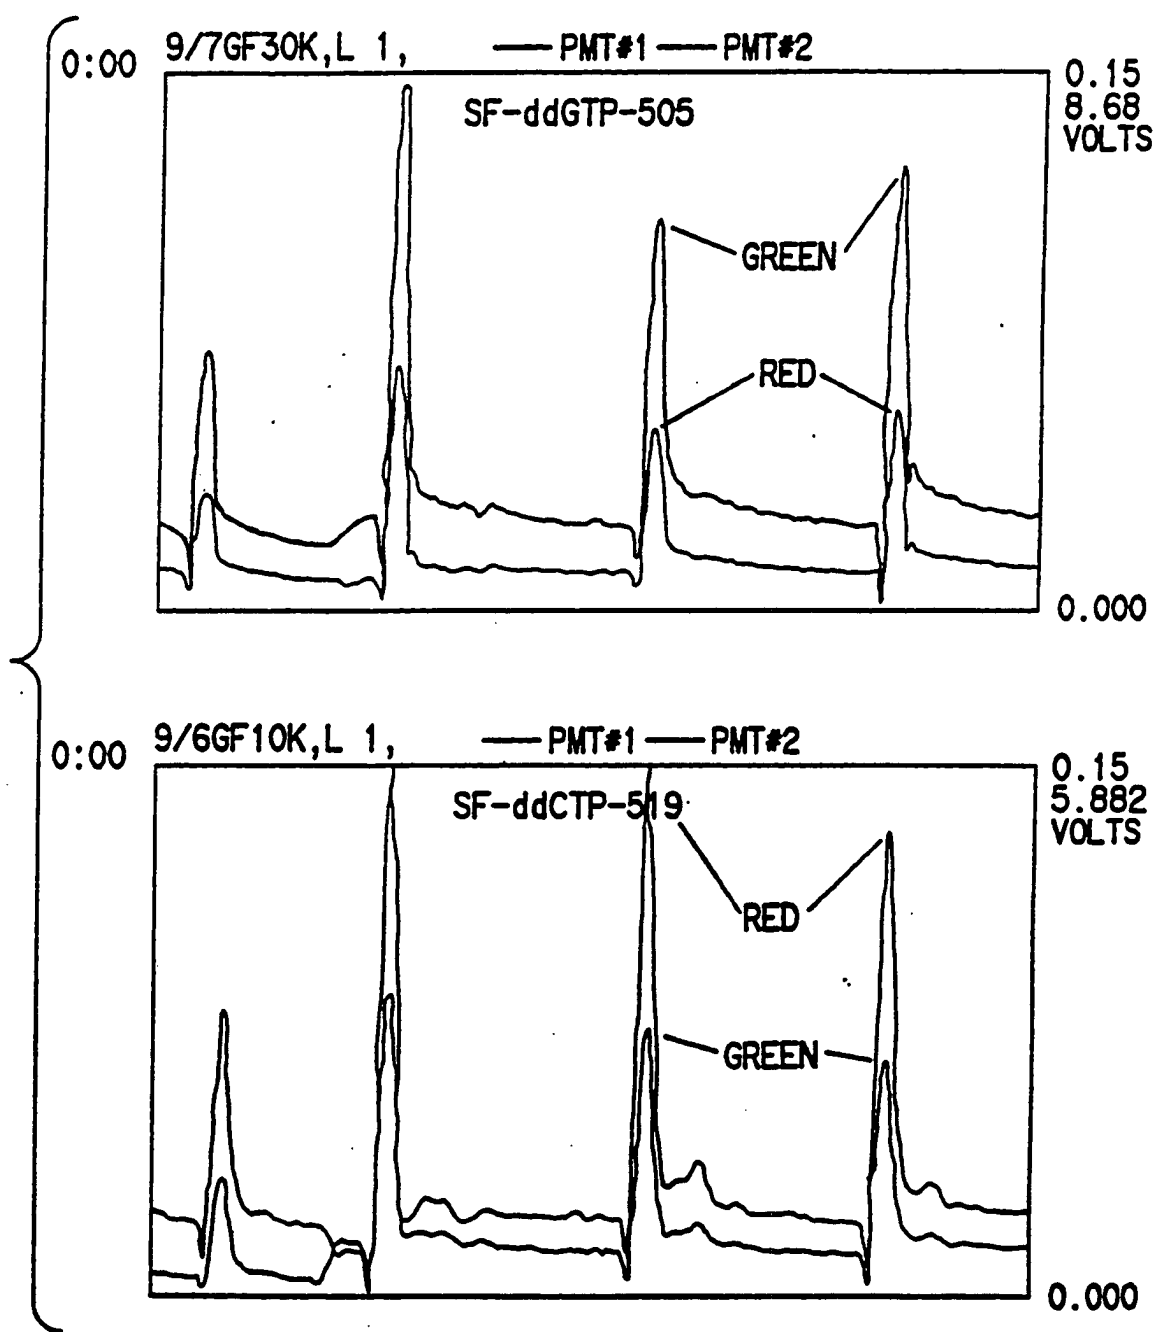 9/7GF30K,L 1, — PMT#1 — PMT#2
0:00
0.15
8.68
VOLTS
SF-ddGTP-505
GREEN
RED
0.000
9/6GF10K,L 1, — PMT#1 — PMT#2
0:00
0.15
5.882
VOLTS
SF-ddCTP-519
RED
GREEN
0.000